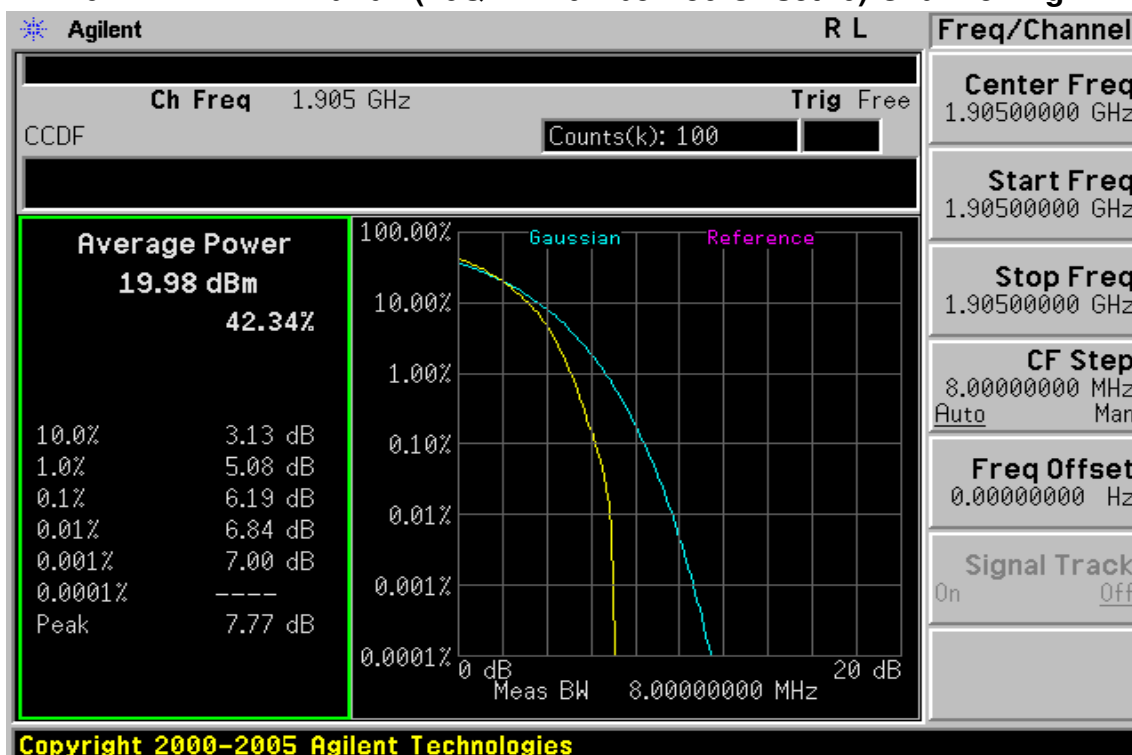 Agilent R L
Freq/Channel
Ch Freq 1.905 GHz Trig Free
CCDF Counts(k): 100
Average Power
19.98 dBm
42.34%
10.0% 3.13 dB
1.0% 5.08 dB
0.1% 6.19 dB
0.01% 6.84 dB
0.001% 7.00 dB
0.0001% ----
Peak 7.77 dB
Gaussian Reference
100.00%
10.00%
1.00%
0.10%
0.01%
0.001%
0.0001%
0 dB 20 dB
Meas BW 8.00000000 MHz
Center Freq
1.90500000 GHz
Start Freq
1.90500000 GHz
Stop Freq
1.90500000 GHz
CF Step
8.00000000 MHz
Auto Man
Freq Offset
0.00000000 Hz
Signal Track
On Off
Copyright 2000-2005 Agilent Technologies